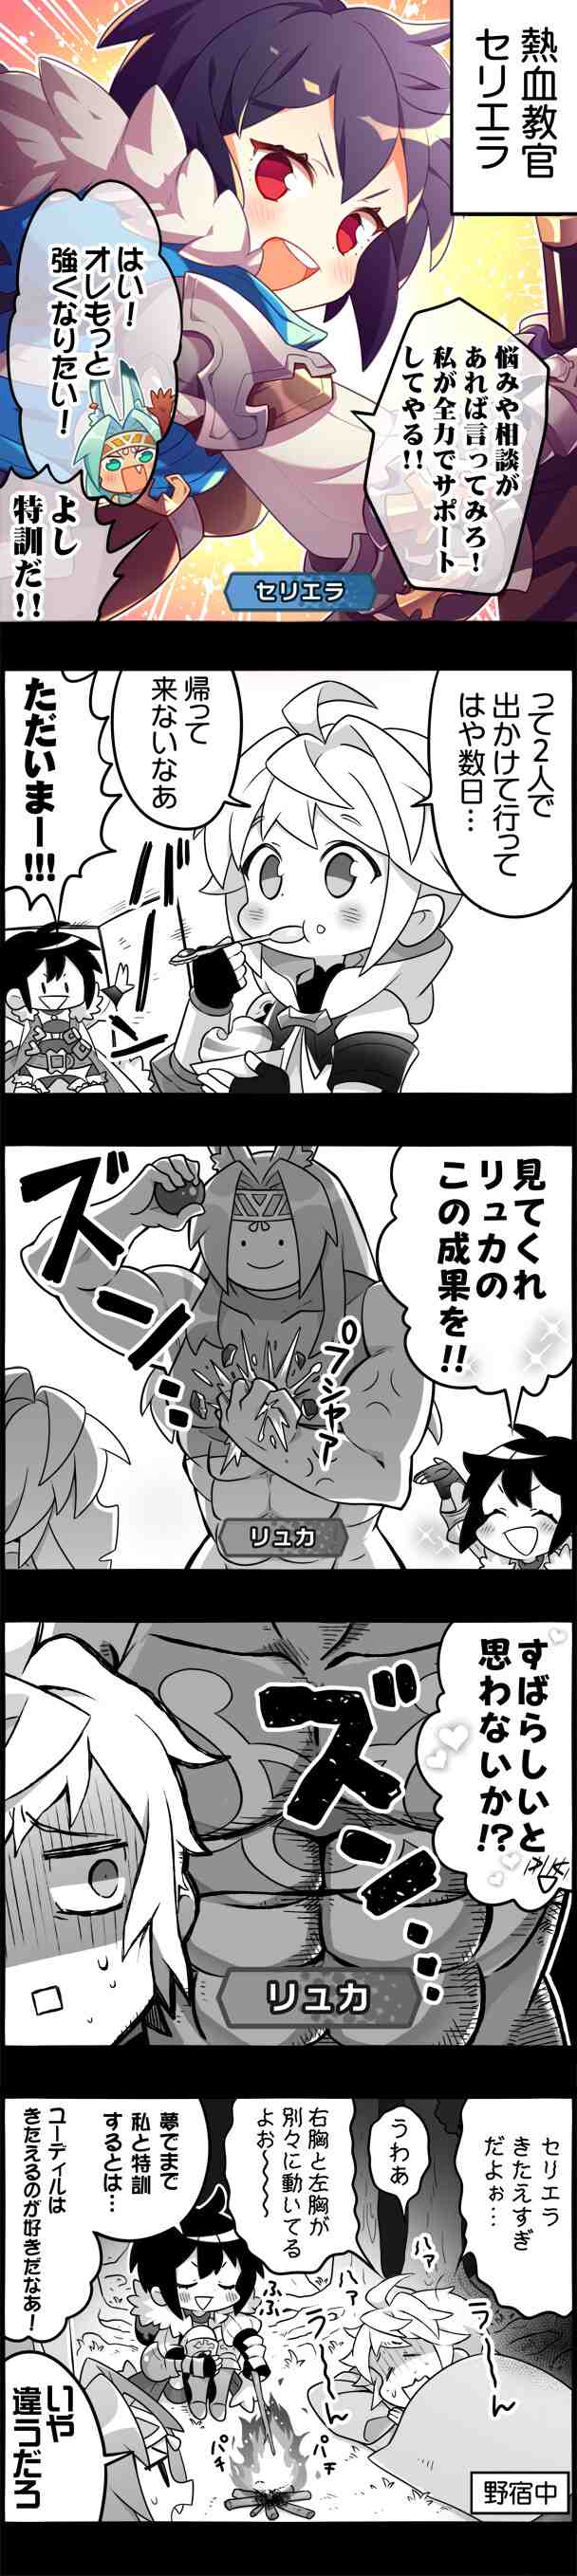 熱血教官
セリエラ
悩みや相談が
あれば言ってみろ！
私が全力でサポート
してやる!!
はい！
オレもっと
強くなりたい！
よし
特訓だ!!
セリエラ
って2人で
出かけて行って
はや数日…
帰って
来ないなあ
ただいまー!!!
バーン
見てくれ
リュカの
この成果を!!
ズン…
プシャァ
リュカ
すばらしいと
思わないか!?
ズン…
リュカ
セリエラ
きたえすぎ
だよぉ…
うわあ
右胸と左胸が
別々に動いてる
よお〜〜
ハァ
ハァ
う〜ん
う〜ん
夢でまで
私と特訓
するとは…
ユーディルは
きたえるのが好きだなあ！
ふふふ
パチ
パチ
いや
違うだろ
野宿中